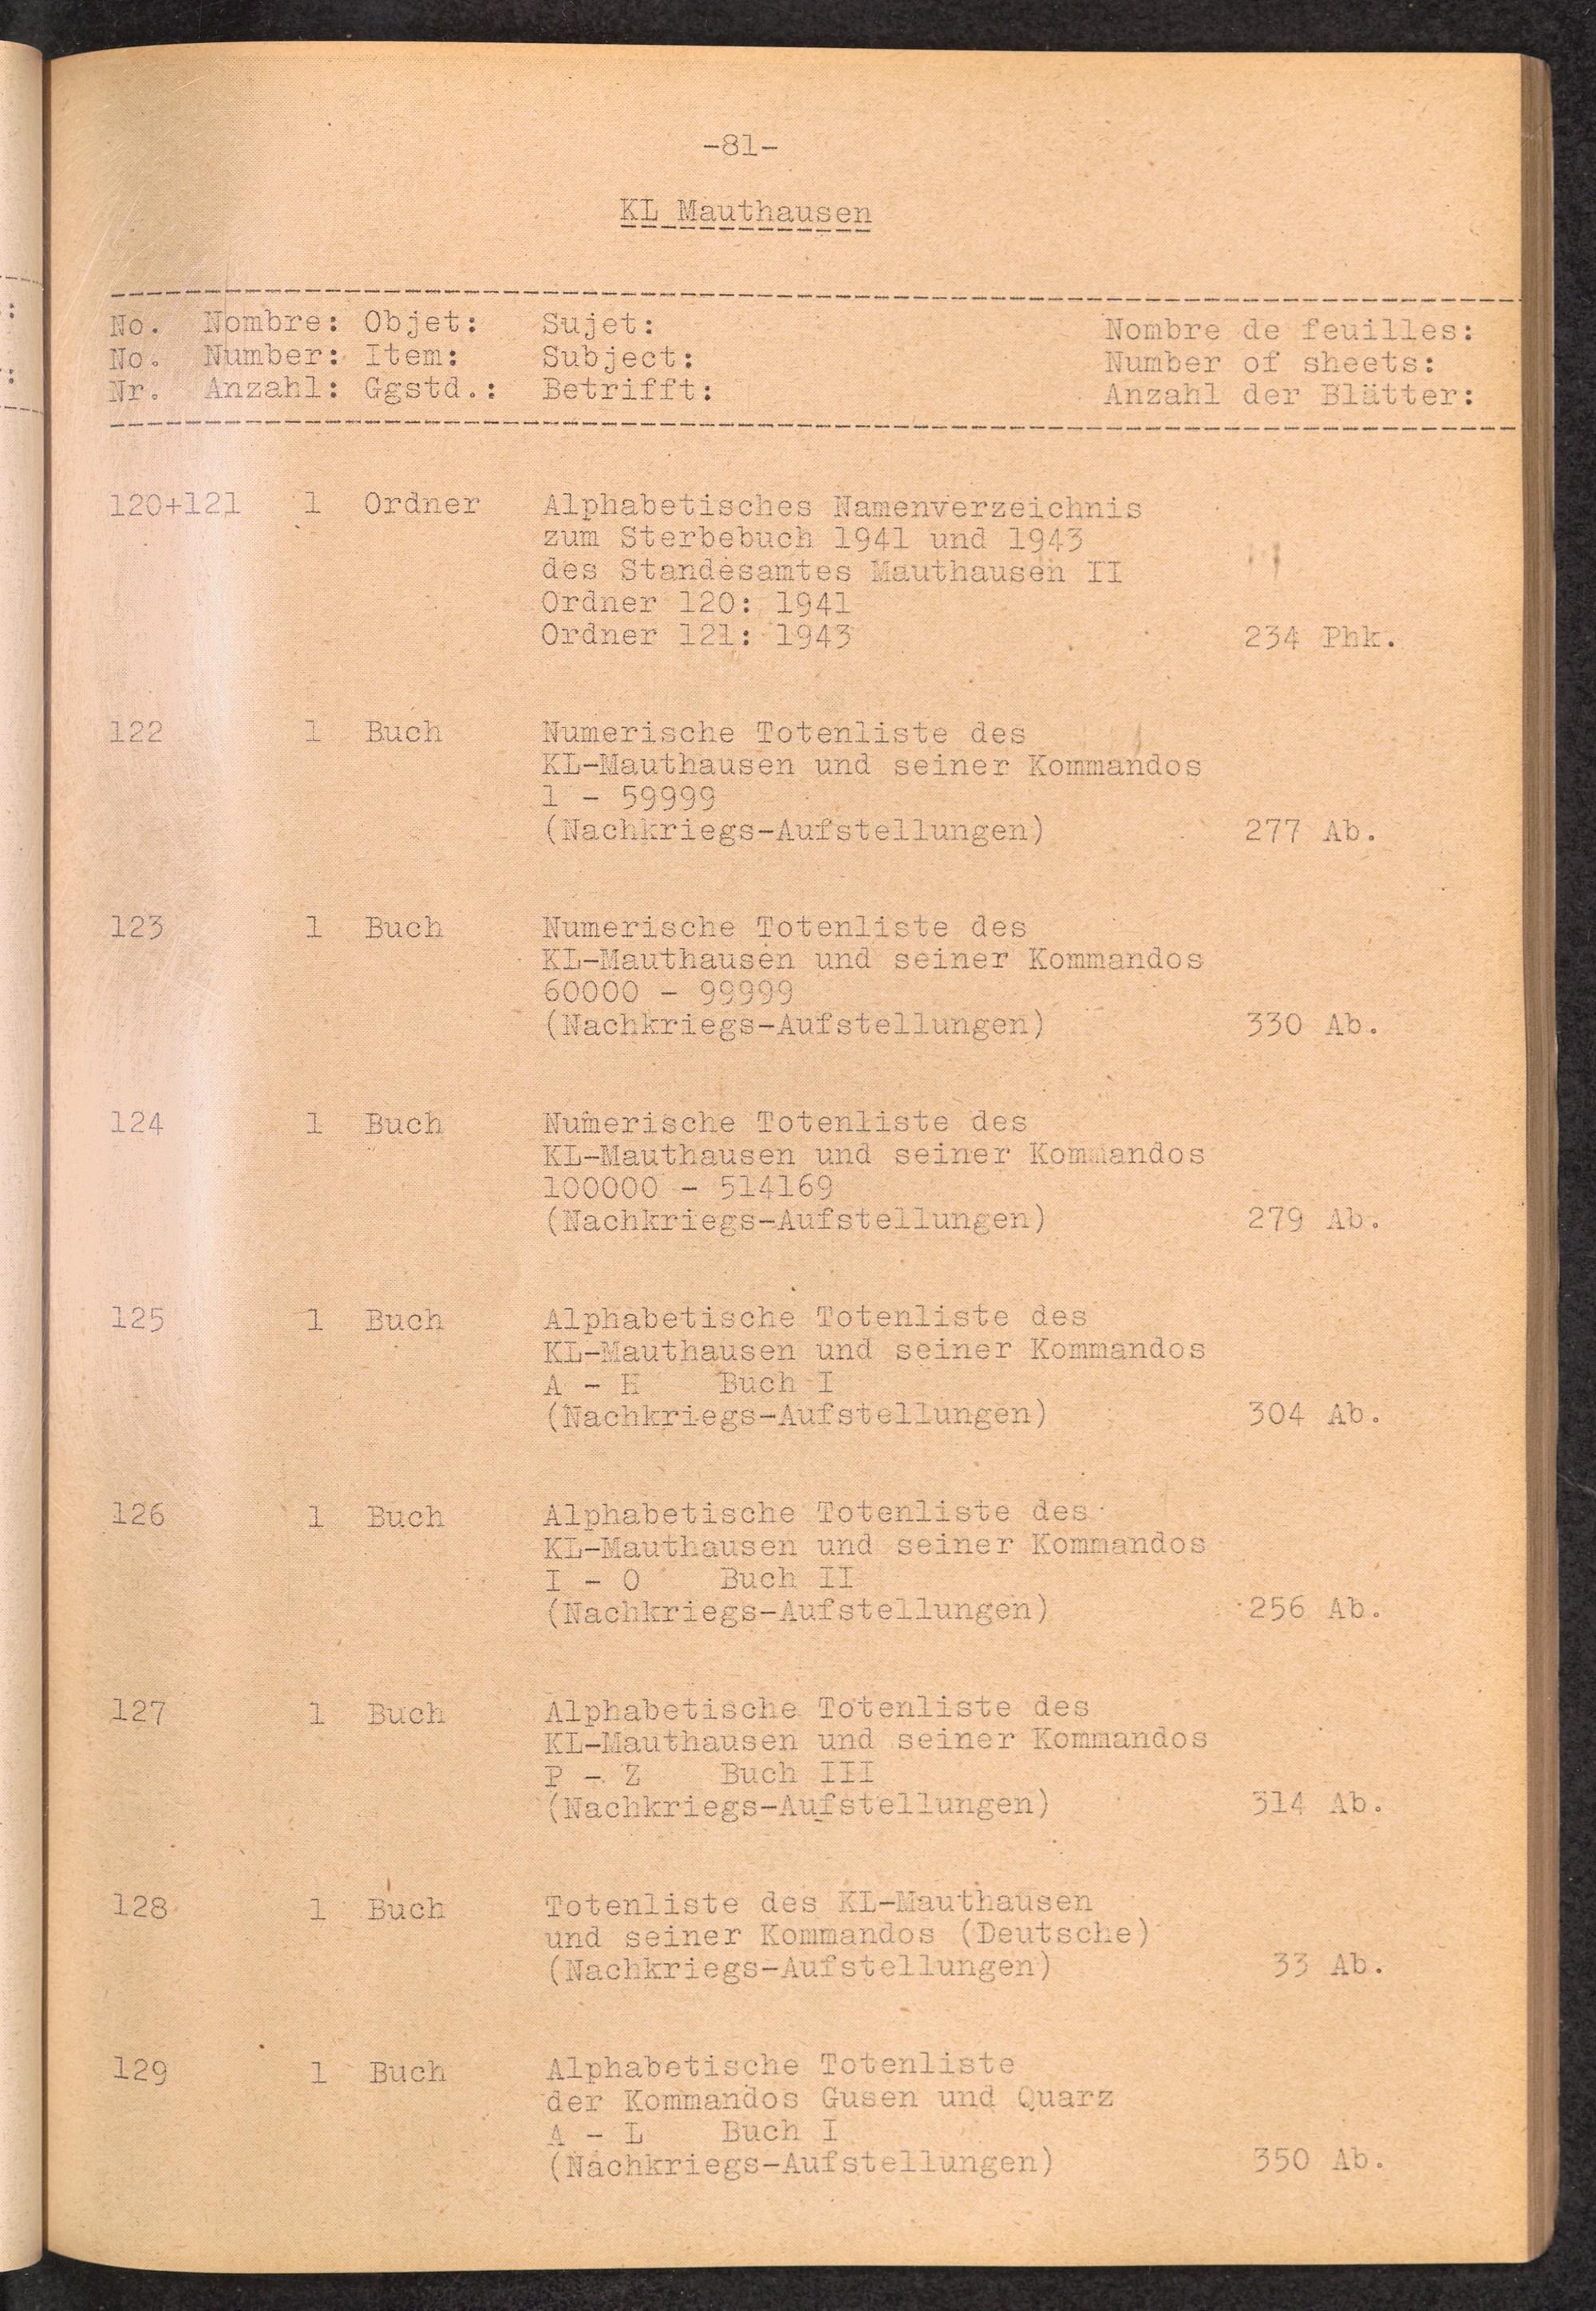 -81-
KL Mauthausen
No. Nombre: Objet: Sujet: Nombre de feuilles:
No. Number: Item: Subject: Number of sheets:
Nr. Anzahl: Ggstd.: Betrifft: Anzahl der Blätter:
120+121 1 Ordner Alphabetisches Namenverzeichnis
zum Sterbebuch 1941 und 1943
des Standesamtes Mauthausen II
Ordner 120: 1941
Ordner 121: 1943 234 Phk.
122 1 Buch Numerische Totenliste des
KL-Mauthausen und seiner Kommandos
1 - 59999
(Nachkriegs-Aufstellungen) 277 Ab.
123 1 Buch Numerische Totenliste des
KL-Mauthausen und seiner Kommandos
60000 - 99999
(Nachkriegs-Aufstellungen) 330 Ab.
124 1 Buch Numerische Totenliste des
KL-Mauthausen und seiner Kommandos
100000 - 514169
(Nachkriegs-Aufstellungen) 279 Ab.
125 1 Buch Alphabetische Totenliste des
KL-Mauthausen und seiner Kommandos
A - H Buch I
(Nachkriegs-Aufstellungen) 304 Ab.
126 1 Buch Alphabetische Totenliste des
KL-Mauthausen und seiner Kommandos
I - O Buch II
(Nachkriegs-Aufstellungen) 256 Ab.
127 1 Buch Alphabetische Totenliste des
KL-Mauthausen und seiner Kommandos
P - Z Buch III
(Nachkriegs-Aufstellungen) 314 Ab.
128 1 Buch Totenliste des KL-Mauthausen
und seiner Kommandos (Deutsche)
(Nachkriegs-Aufstellungen) 33 Ab.
129 1 Buch Alphabetische Totenliste
der Kommandos Gusen und Quarz
A - L Buch I
(Nachkriegs-Aufstellungen) 350 Ab.